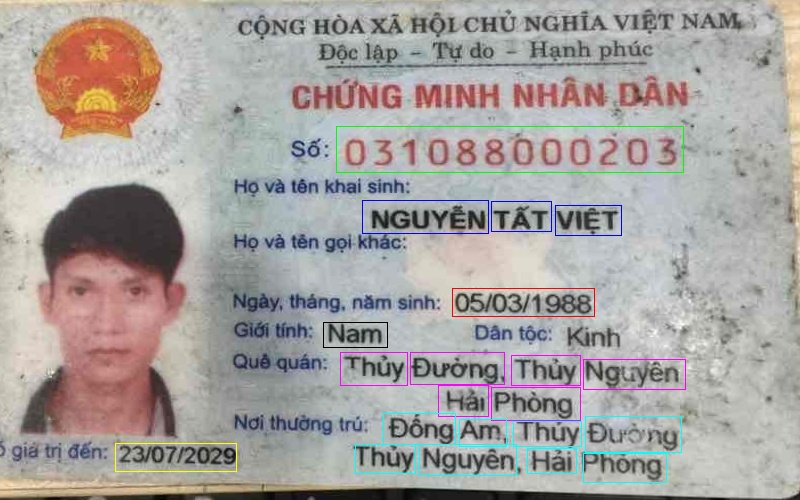 CỘNG HÒA XÃ HỘI CHỦ NGHĨA VIỆT NAM
Độc lập – Tự do – Hạnh phúc
CHỨNG MINH NHÂN DÂN
Số: 031088000203
Họ và tên khai sinh:
NGUYỄN TẤT VIỆT
Họ và tên gọi khác:
Ngày, tháng, năm sinh: 05/03/1988
Giới tính: Nam Dân tộc: Kinh
Quê quán: Thủy Đường, Thủy Nguyên
Hải Phòng
Nơi thường trú: Đống Am, Thủy Đường
Thủy Nguyên, Hải Phòng
giá trị đến: 23/07/2029